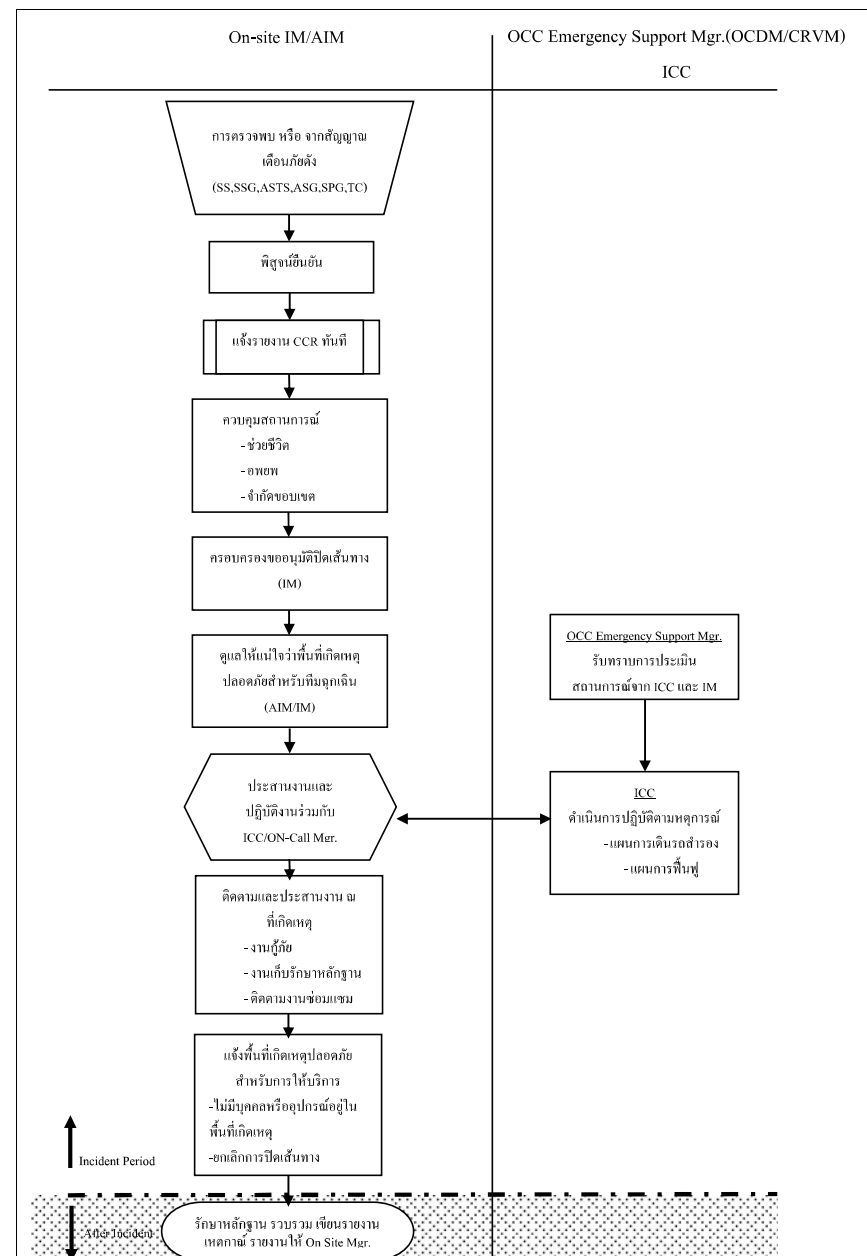 On-site IM/AIM
OCC Emergency Support Mgr.(OCDM/CRVM)
ICC
การตรวจพบ หรือ จากสัญญาณ
เตือนภัยดัง
(SS,SSG,ASTS,ASG,SPG,TC)
พิสูจน์ยืนยัน
แจ้งรายงาน CCR ทันที
ควบคุมสถานการณ์
-ช่วยชีวิต
-อพยพ
-จำกัดขอบเขต
ครอบครองขออนุมัติปิดเส้นทาง
(IM)
ดูแลให้แน่ใจว่าพื้นที่เกิดเหตุ
ปลอดภัยสำหรับทีมฉุกเฉิน
(AIM/IM)
OCC Emergency Support Mgr.
รับทราบการประเมิน
สถานการณ์จาก ICC และ IM
ประสานงานและ
ปฏิบัติงานร่วมกับ
ICC/ON-Call Mgr.
ICC
ดำเนินการปฏิบัติตามหตุการณ์
-แผนการเดินรถสำรอง
-แผนการฟื้นฟู
ติดตามและประสานงาน ณ
ที่เกิดเหตุ
-งานกู้ภัย
-งานเก็บรักษาหลักฐาน
-ติดตามงานซ่อมแซม
แจ้งพื้นที่เกิดเหตุปลอดภัย
สำหรับการให้บริการ
-ไม่มีบุคคลหรืออุปกรณ์อยู่ใน
พื้นที่เกิดเหตุ
-ยกเลิกการปิดเส้นทาง
Incident Period
After Incident
รักษาหลักฐาน รวบรวม เขียนรายงาน
เหตกาณ์ รายงานให้ On Site Mgr.